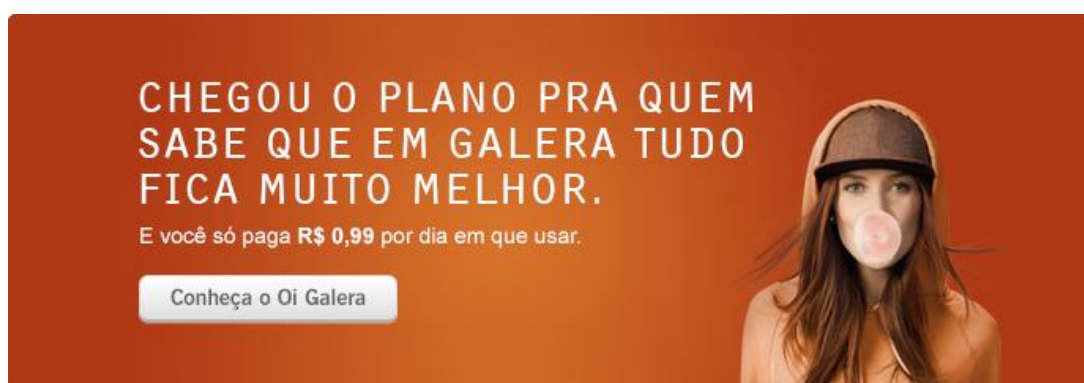 CHEGOU O PLANO PRA QUEM
SABE QUE EM GALERA TUDO
FICA MUITO MELHOR.
E você só paga R$ 0,99 por dia em que usar.
Conheça o Oi Galera